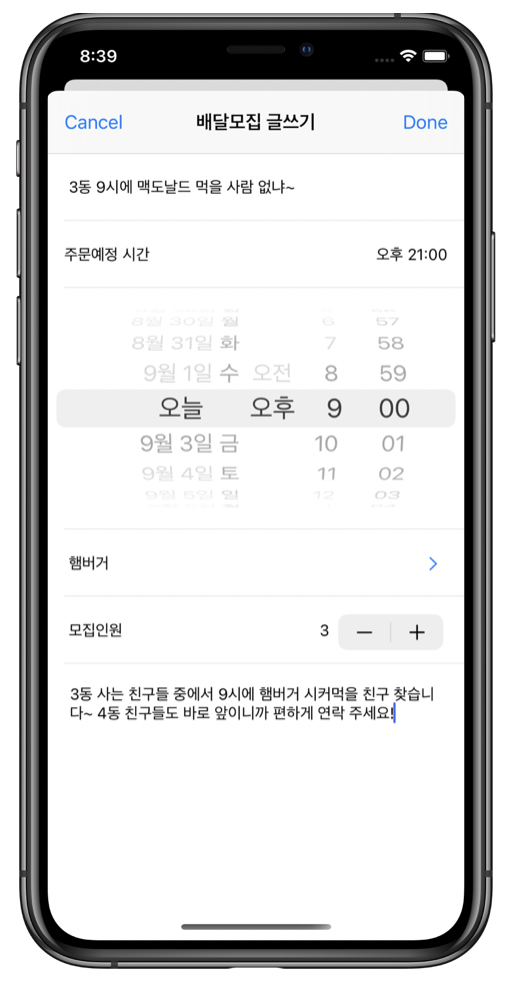 8:39
Cancel 배달모집 글쓰기 Done
3동 9시에 맥도날드 먹을 사람 없냐~
주문예정 시간 오후 21:00
8월 30일 월 6 57
8월 31일 화 7 58
9월 1일 수 오전 8 59
오늘 오후 9 00
9월 3일 금 10 01
9월 4일 토 11 02
9월 5일 일 12 03
햄버거
모집인원 3 − +
3동 사는 친구들 중에서 9시에 햄버거 시커먹을 친구 찾습니
다~ 4동 친구들도 바로 앞이니까 편하게 연락 주세요!